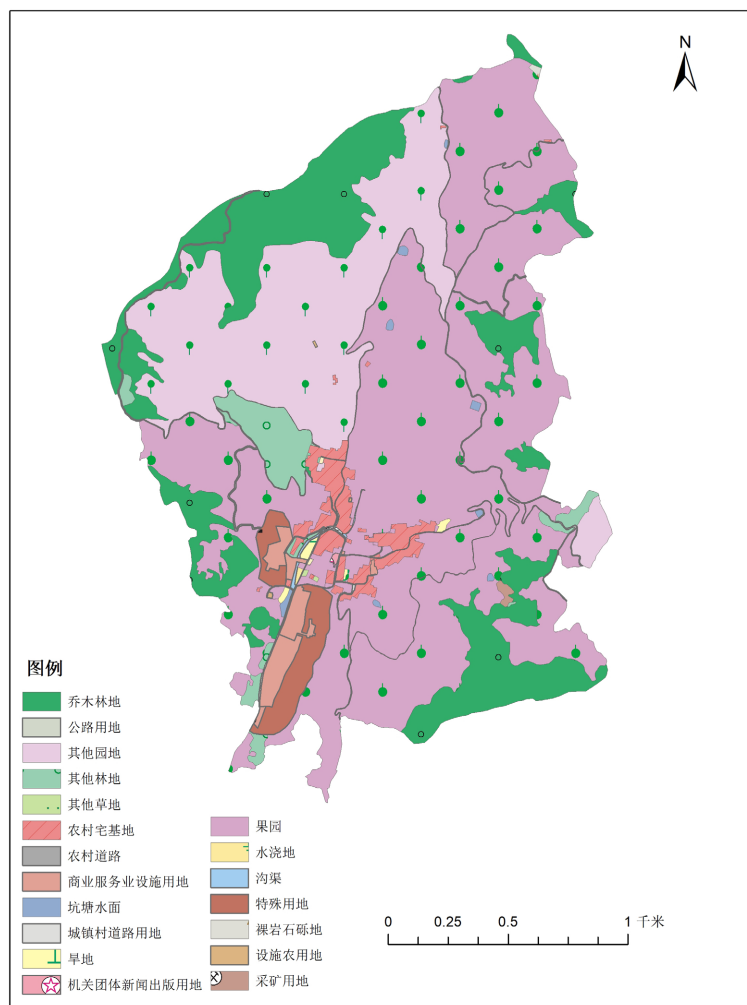 N
图例
乔木林地
公路用地
其他园地
其他林地
其他草地
农村宅基地
农村道路
商业服务业设施用地
坑塘水面
城镇村道路用地
旱地
机关团体新闻出版用地
果园
水浇地
沟渠
特殊用地
裸岩石砾地
设施农用地
采矿用地
0 0.25 0.5 1 千米